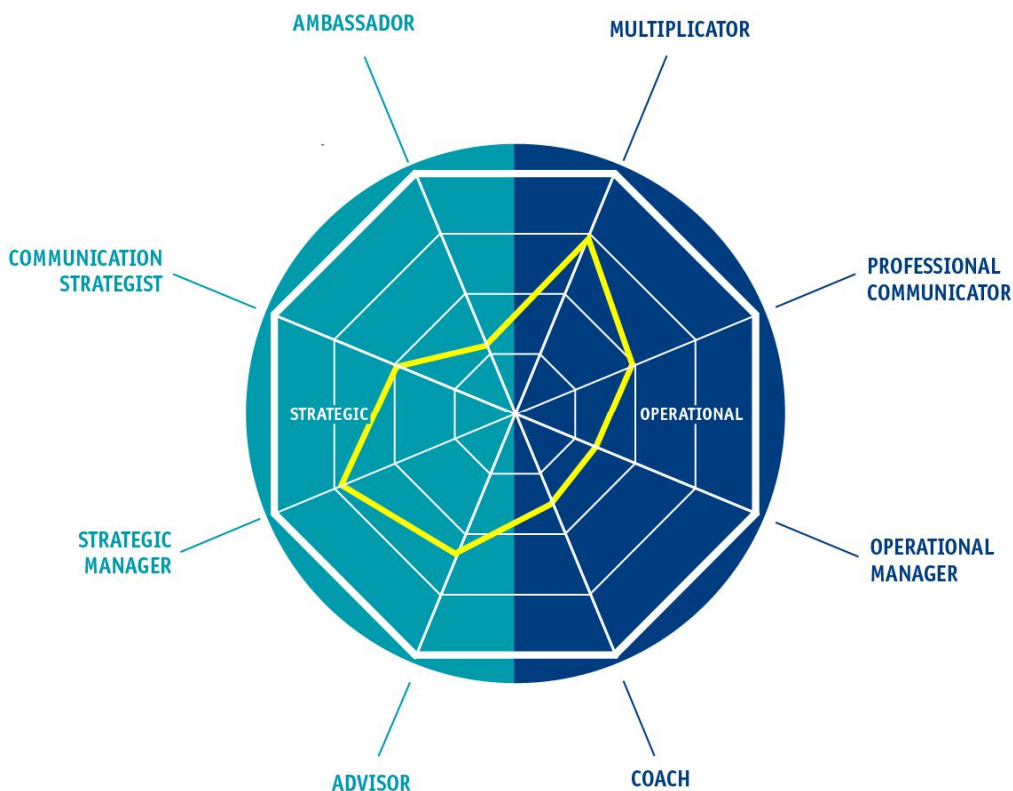 AMBASSADOR
MULTIPLICATOR
COMMUNICATION
STRATEGIST
PROFESSIONAL
COMMUNICATOR
STRATEGIC
OPERATIONAL
STRATEGIC
MANAGER
OPERATIONAL
MANAGER
ADVISOR
COACH